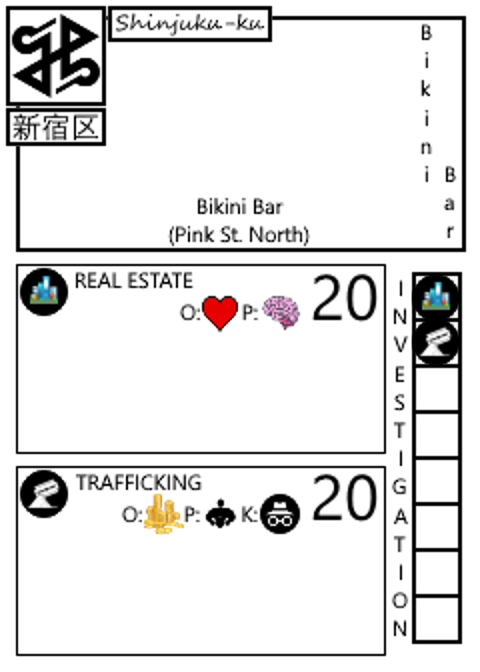 Shinjuku-ku
新宿区
Bikini Bar
Bikini Bar
(Pink St. North)
REAL ESTATE
O: P: 20
INVESTIGATION
TRAFFICKING
O: P: K: 20